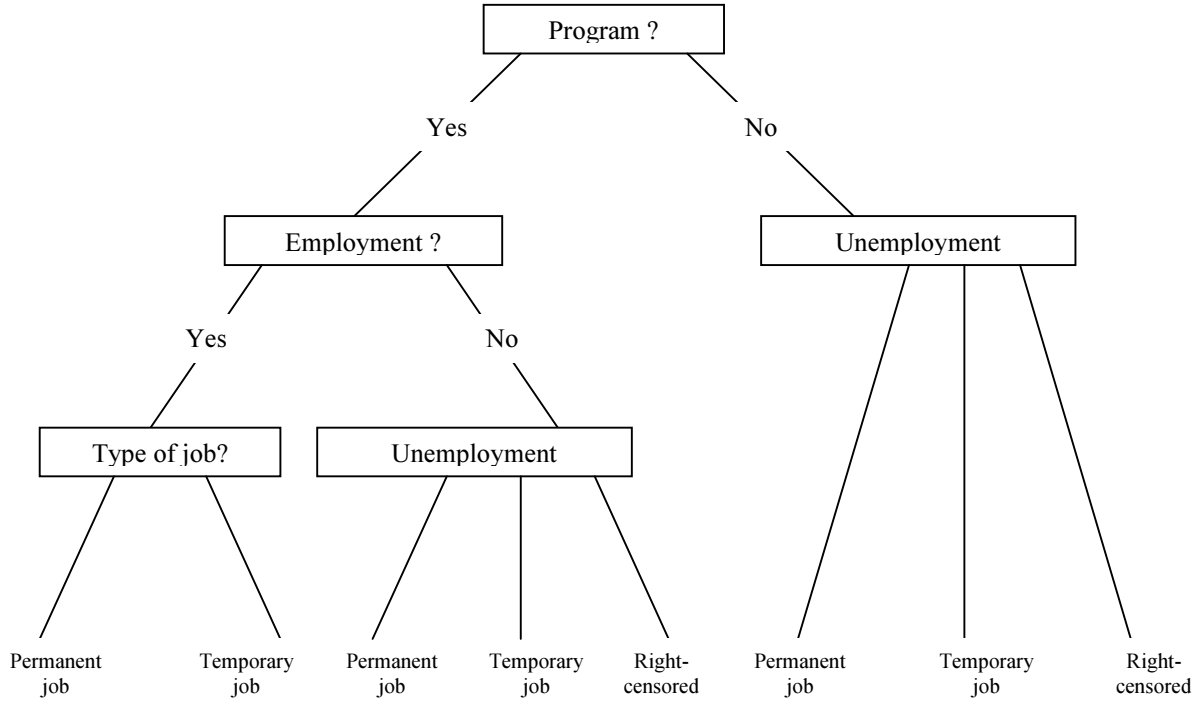 Program ?
Yes
No
Employment ?
Unemployment
Yes
No
Type of job?
Unemployment
Permanent
job
Temporary
job
Permanent
job
Temporary
job
Right-
censored
Permanent
job
Temporary
job
Right-
censored